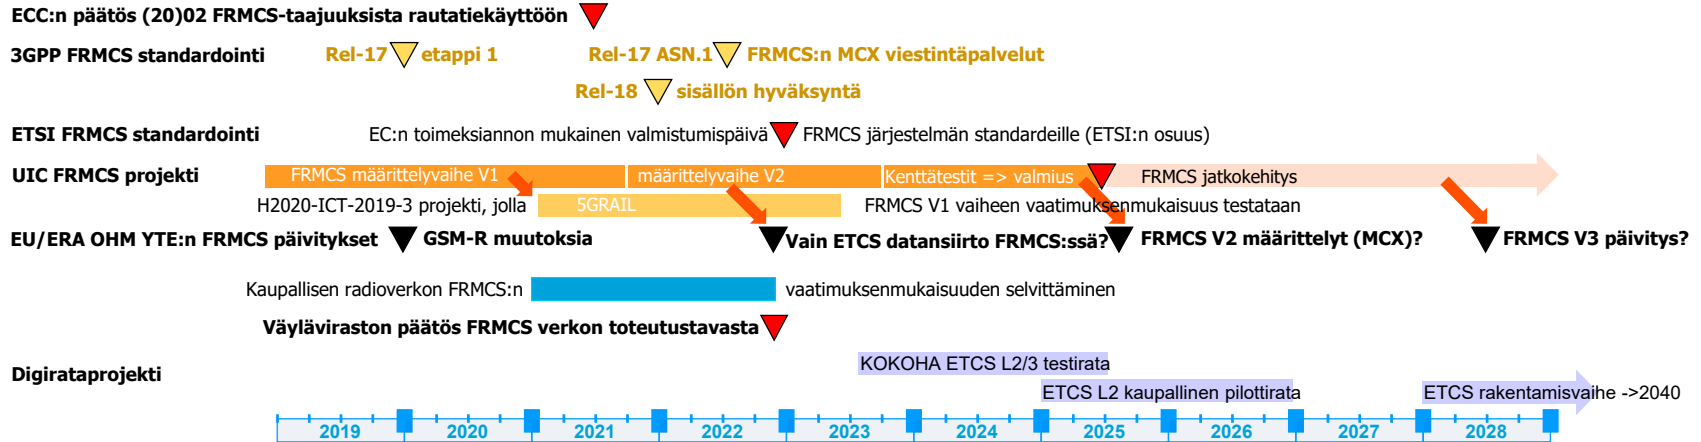 ECC:n päätös (20)02 FRMCS-taajuuksista rautatiekäyttöön
3GPP FRMCS standardointi Rel-17 etappi 1 Rel-17 ASN.1 FRMCS:n MCX viestintäpalvelut
Rel-18 sisällön hyväksyntä
ETSI FRMCS standardointi EC:n toimeksiannon mukainen valmistumispäivä FRMCS järjestelmän standardeille (ETSI:n osuus)
UIC FRMCS projekti FRMCS määrittelyvaihe V1 määrittelyvaihe V2 Kenttätestit => valmius FRMCS jatkokehitys
H2020-ICT-2019-3 projekti, jolla 5GRAIL FRMCS V1 vaiheen vaatimuksenmukaisuus testataan
EU/ERA OHM YTE:n FRMCS päivitykset GSM-R muutoksia Vain ETCS datansiirto FRMCS:ssä? FRMCS V2 määrittelyt (MCX)? FRMCS V3 päivitys?
Kaupallisen radioverkon FRMCS:n vaatimuksenmukaisuuden selvittäminen
Väyläviraston päätös FRMCS verkon toteutustavasta
Digirataprojekti KOKOHA ETCS L2/3 testirata
ETCS L2 kaupallinen pilottirata ETCS rakentamisvaihe ->2040
2019 2020 2021 2022 2023 2024 2025 2026 2027 2028